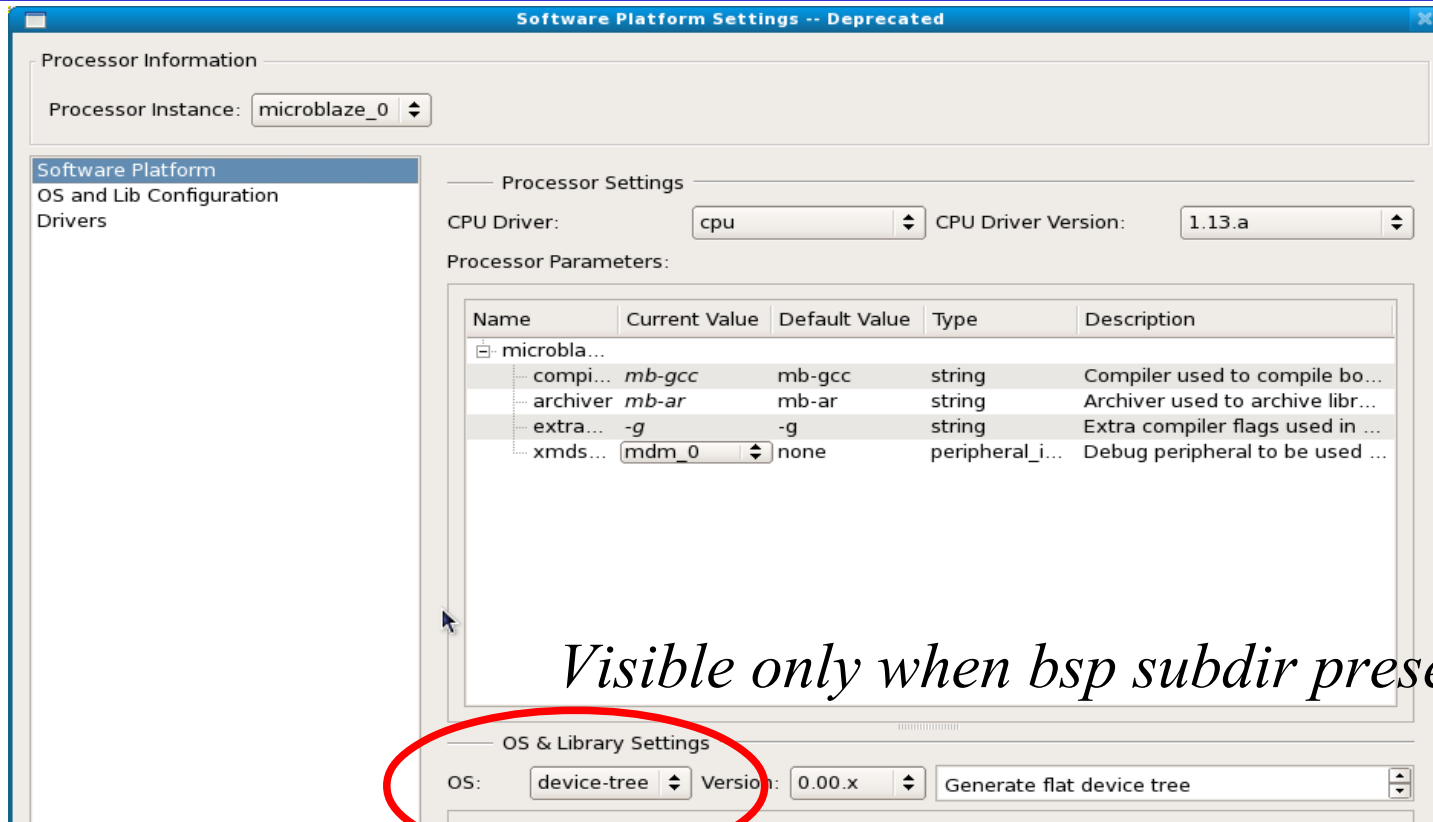 Software Platform Settings -- Deprecated
Processor Information
Processor Instance: microblaze_0
Software Platform
OS and Lib Configuration
Drivers
Processor Settings
CPU Driver: cpu CPU Driver Version: 1.13.a
Processor Parameters:
Name Current Value Default Value Type Description
microbla...
compi... mb-gcc mb-gcc string Compiler used to compile bo...
archiver mb-ar mb-ar string Archiver used to archive libr...
extra... -g -g string Extra compiler flags used in ...
xmds... mdm_0 none peripheral_i... Debug peripheral to be used ...
Visible only when bsp subdir prese
OS & Library Settings
OS: device-tree Version: 0.00.x Generate flat device tree